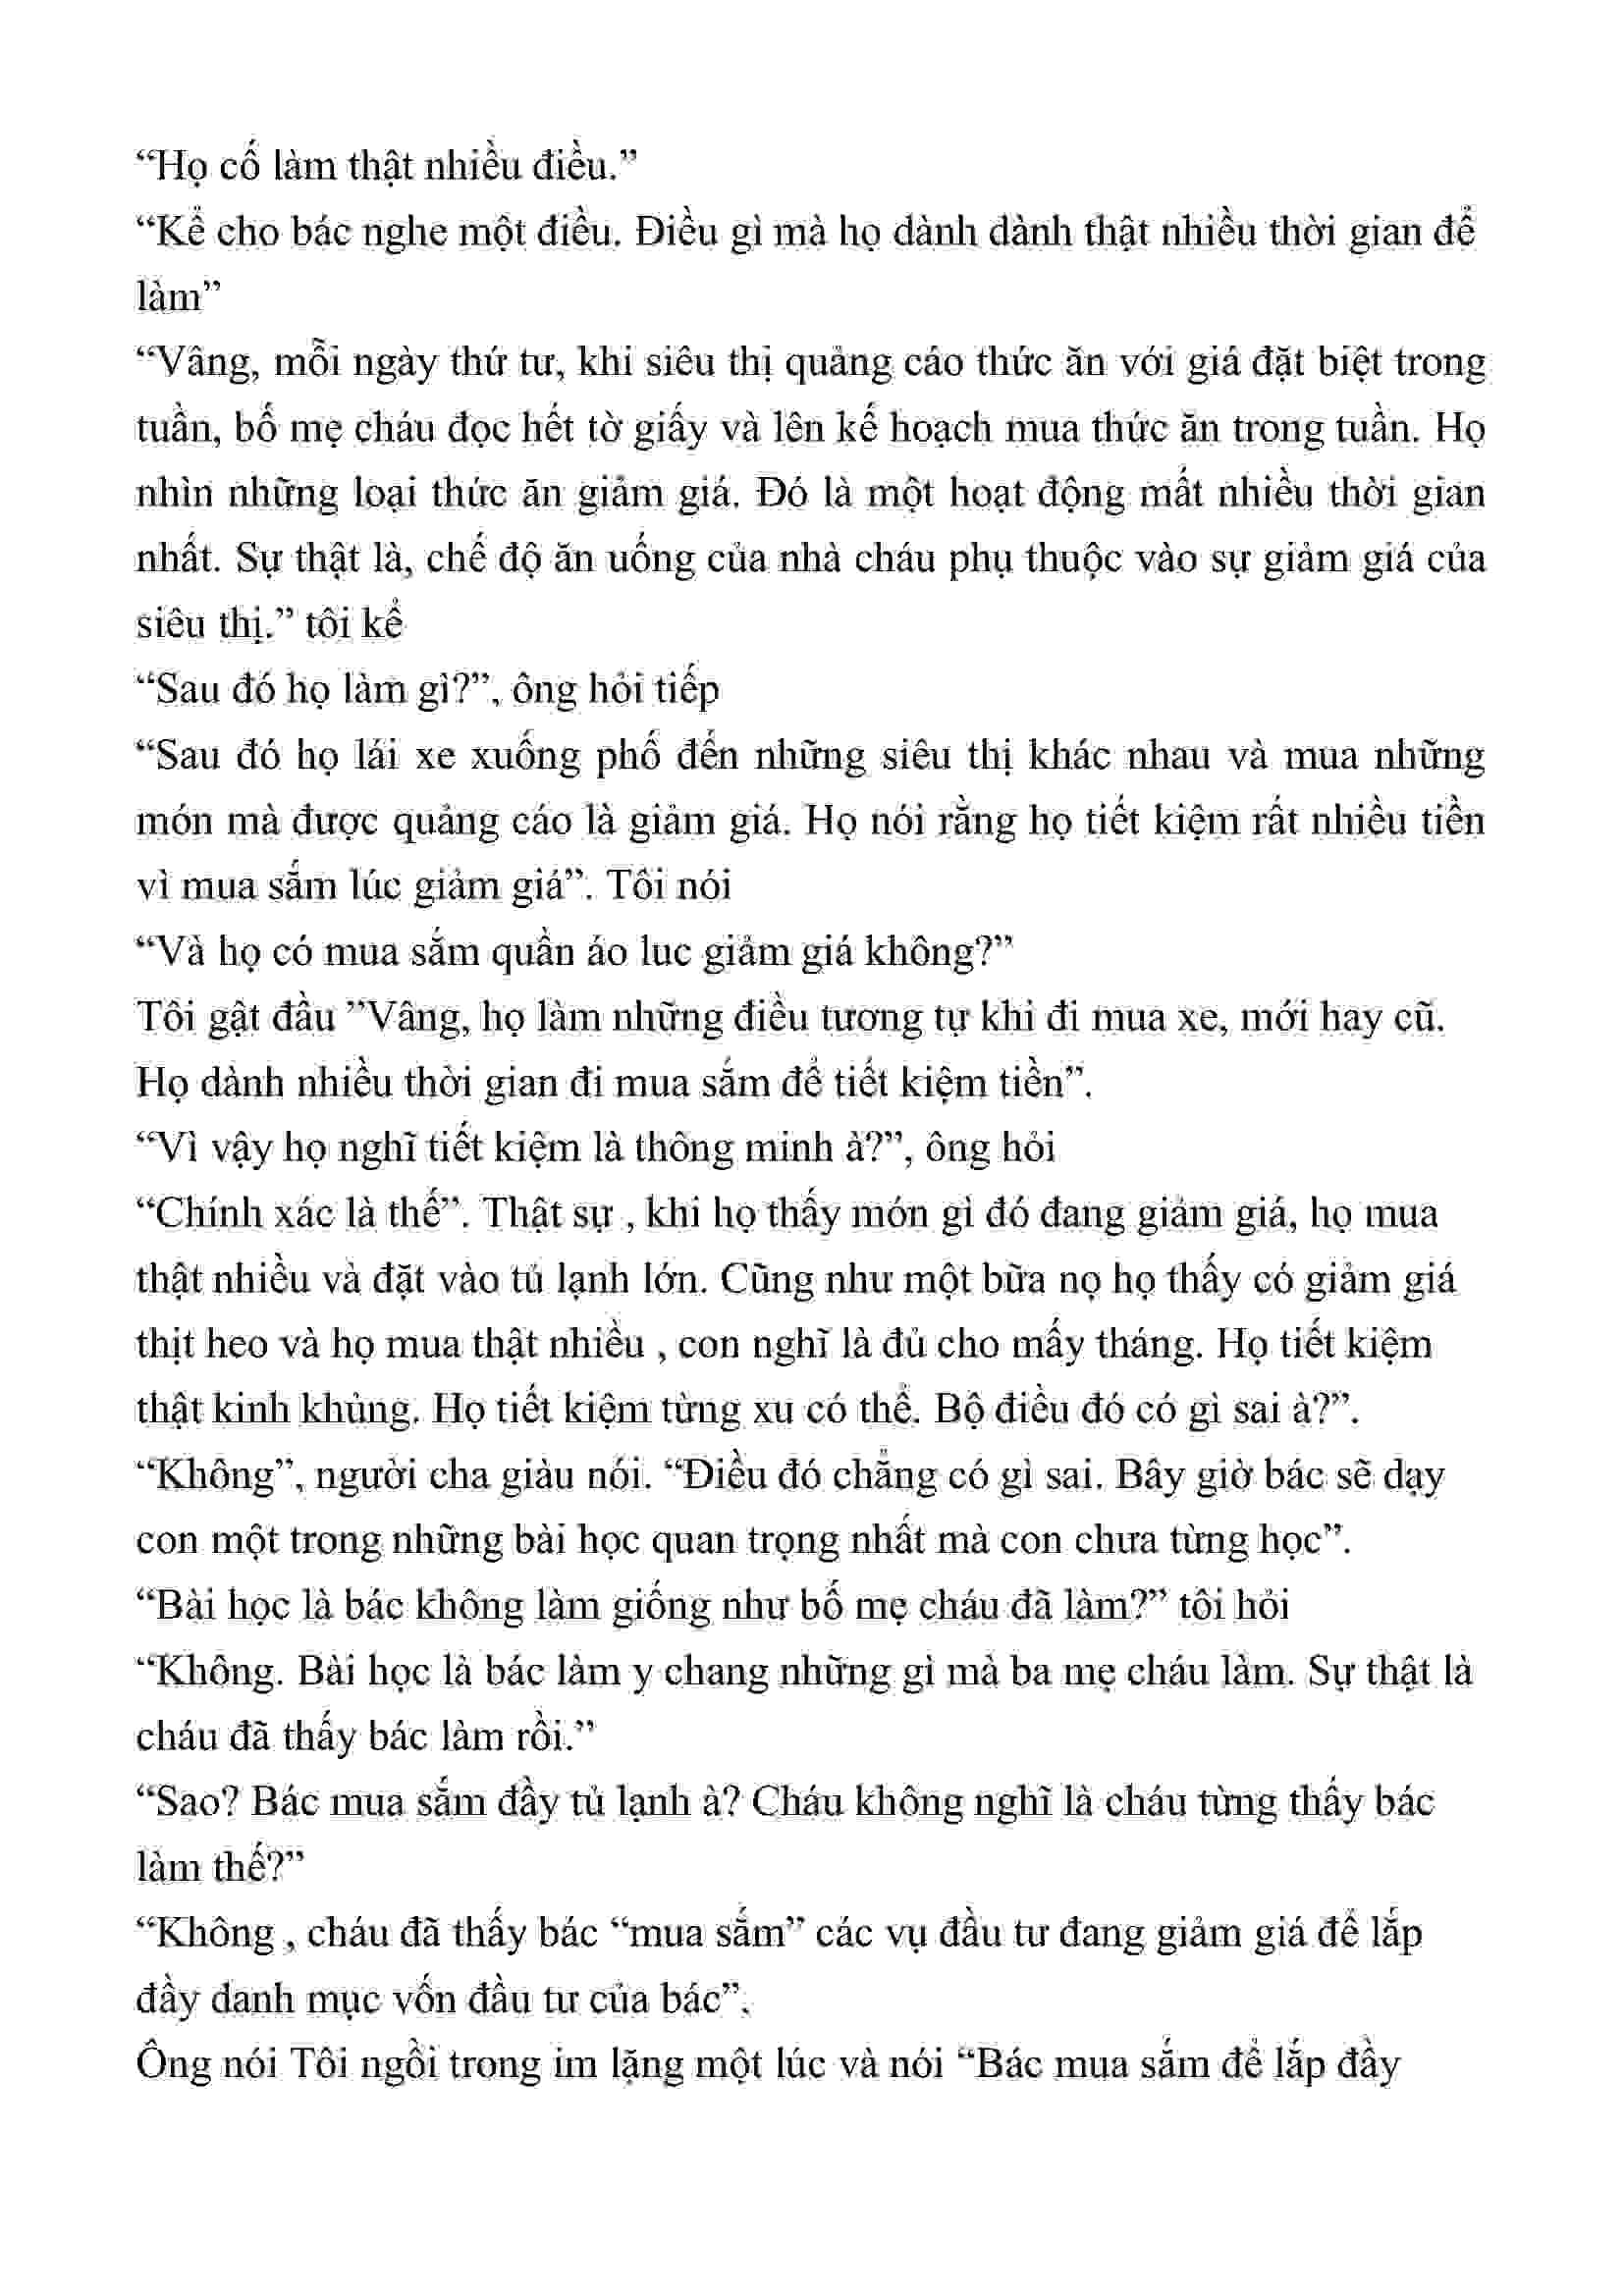 “Họ cố làm thật nhiều điều.”
“Kể cho bác nghe một điều. Điều gì mà họ dành dành thật nhiều thời gian để
làm”
“Vâng, mỗi ngày thứ tư, khi siêu thị quảng cáo thức ăn với giá đặt biệt trong
tuần, bố mẹ cháu đọc hết tờ giấy và lên kế hoạch mua thức ăn trong tuần. Họ
nhìn những loại thức ăn giảm giá. Đó là một hoạt động mất nhiều thời gian
nhất. Sự thật là, chế độ ăn uống của nhà cháu phụ thuộc vào sự giảm giá của
siêu thị.” tôi kể
“Sau đó họ làm gì?”, ông hỏi tiếp
“Sau đó họ lái xe xuống phố đến những siêu thị khác nhau và mua những
món mà được quảng cáo là giảm giá. Họ nói rằng họ tiết kiệm rất nhiều tiền
vì mua sắm lúc giảm giá”. Tôi nói
“Và họ có mua sắm quần áo luc giảm giá không?”
Tôi gật đầu ”Vâng, họ làm những điều tương tự khi đi mua xe, mới hay cũ.
Họ dành nhiều thời gian đi mua sắm để tiết kiệm tiền”.
“Vì vậy họ nghĩ tiết kiệm là thông minh à?”, ông hỏi
“Chính xác là thế”. Thật sự , khi họ thấy món gì đó đang giảm giá, họ mua
thật nhiều và đặt vào tủ lạnh lớn. Cũng như một bữa nọ họ thấy có giảm giá
thịt heo và họ mua thật nhiều , con nghĩ là đủ cho mấy tháng. Họ tiết kiệm
thật kinh khủng. Họ tiết kiệm từng xu có thể. Bộ điều đó có gì sai à?”.
“Không”, người cha giàu nói. “Điều đó chẳng có gì sai. Bây giờ bác sẽ dạy
con một trong những bài học quan trọng nhất mà con chưa từng học”.
“Bài học là bác không làm giống như bố mẹ cháu đã làm?” tôi hỏi
“Không. Bài học là bác làm y chang những gì mà ba mẹ cháu làm. Sự thật là
cháu đã thấy bác làm rồi.”
“Sao? Bác mua sắm đầy tủ lạnh à? Cháu không nghĩ là cháu từng thấy bác
làm thế?”
“Không , cháu đã thấy bác “mua sắm” các vụ đầu tư đang giảm giá để lắp
đầy danh mục vốn đầu tư của bác”.
Ông nói Tôi ngồi trong im lặng một lúc và nói “Bác mua sắm để lắp đầy